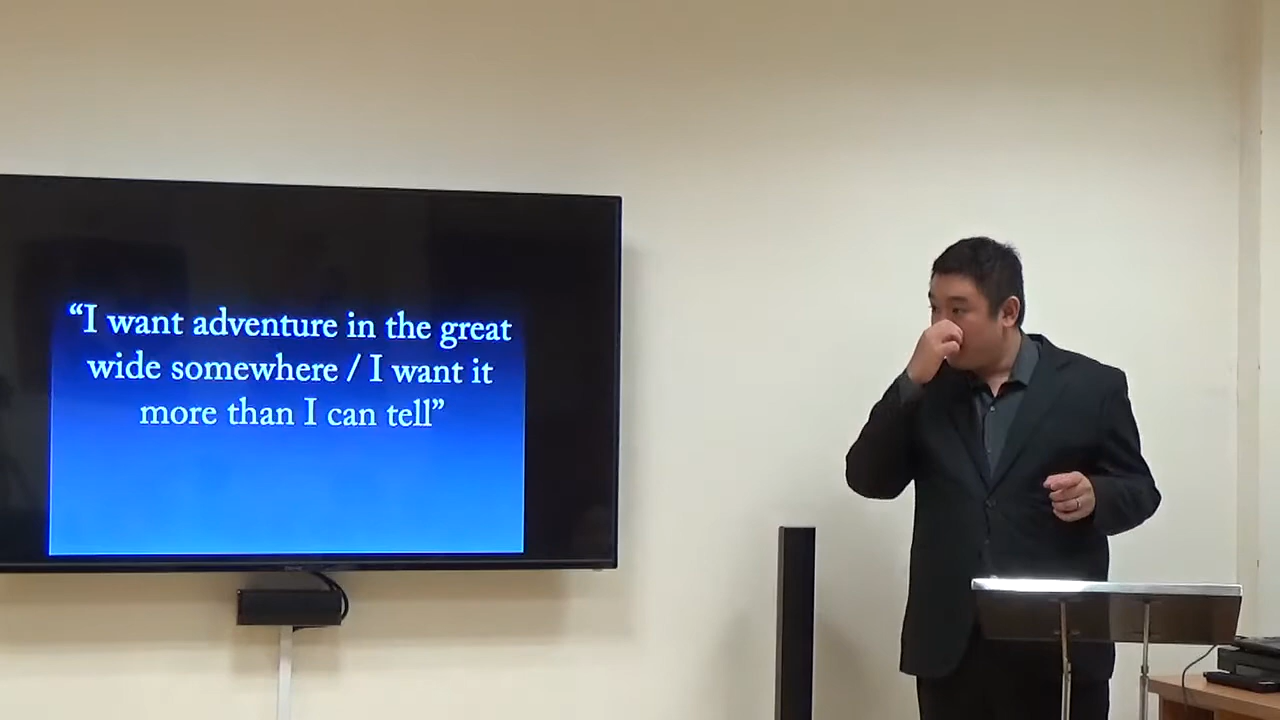 “I want adventure in the great
wide somewhere / I want it
more than I can tell”